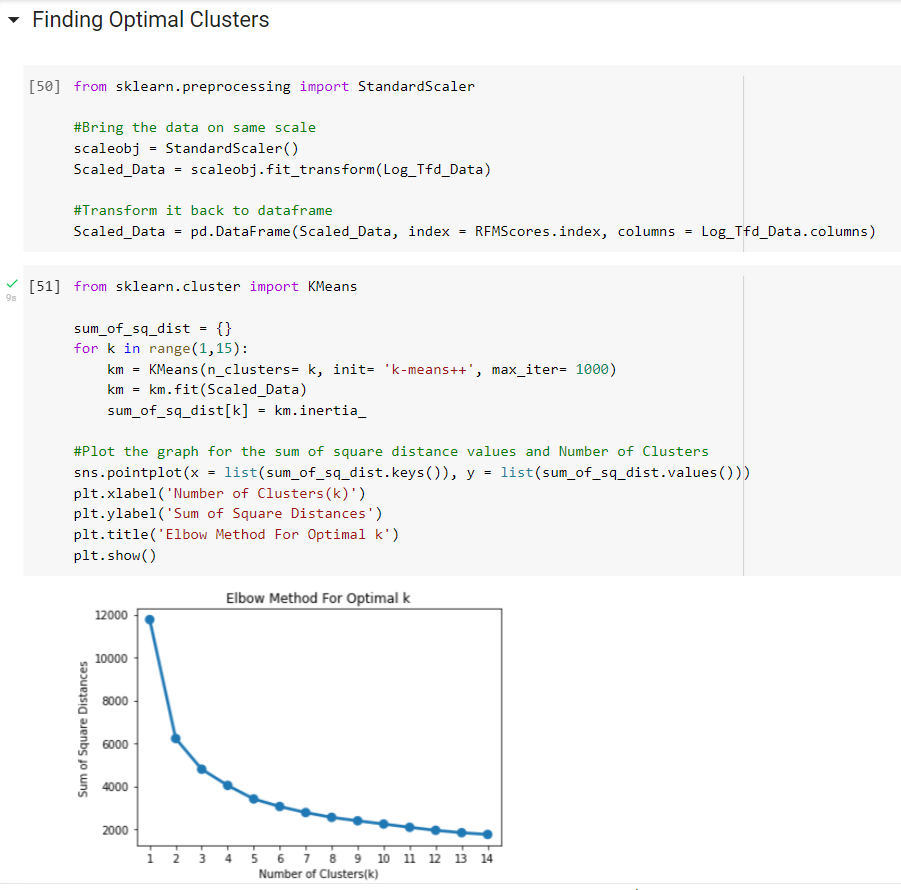 Finding Optimal Clusters
[50] from sklearn.preprocessing import StandardScaler
#Bring the data on same scale
scaleobj = StandardScaler()
Scaled_Data = scaleobj.fit_transform(Log_Tfd_Data)
#Transform it back to dataframe
Scaled_Data = pd.DataFrame(Scaled_Data, index = RFMScores.index, columns = Log_Tfd_Data.columns)
[51] from sklearn.cluster import KMeans
9s
sum_of_sq_dist = {}
for k in range(1,15):
    km = KMeans(n_clusters= k, init= 'k-means++', max_iter= 1000)
    km = km.fit(Scaled_Data)
    sum_of_sq_dist[k] = km.inertia_
#Plot the graph for the sum of square distance values and Number of Clusters
sns.pointplot(x = list(sum_of_sq_dist.keys()), y = list(sum_of_sq_dist.values()))
plt.xlabel('Number of Clusters(k)')
plt.ylabel('Sum of Square Distances')
plt.title('Elbow Method For Optimal k')
plt.show()
Elbow Method For Optimal k
Sum of Square Distances
12000
10000
8000
6000
4000
2000
1 2 3 4 5 6 7 8 9 10 11 12 13 14
Number of Clusters(k)